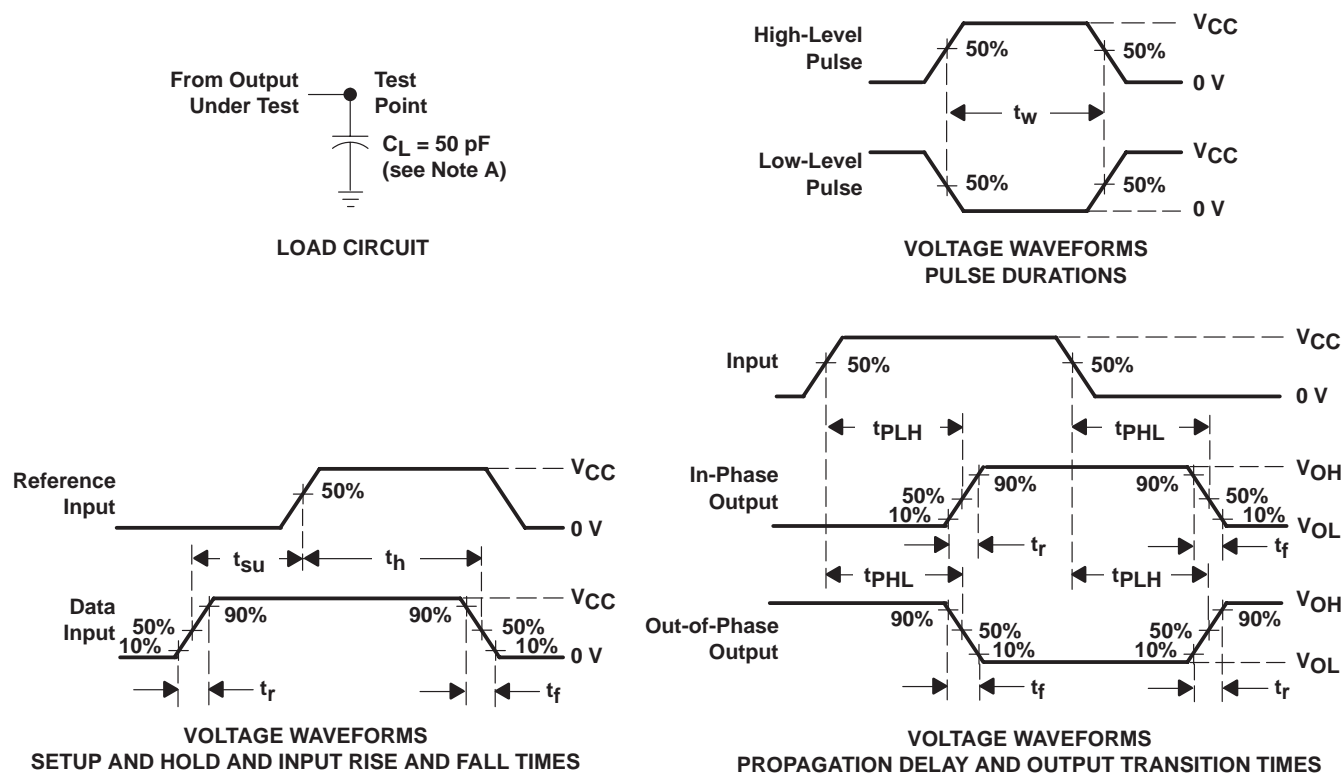 From Output
Under Test
Test
Point
CL = 50 pF
(see Note A)
LOAD CIRCUIT
High-Level
Pulse
50%
50%
VCC
0 V
tw
Low-Level
Pulse
50%
50%
VCC
0 V
VOLTAGE WAVEFORMS
PULSE DURATIONS
Reference
Input
50%
VCC
0 V
tsu
th
Data
Input
50%
10%
90%
90%
50%
10%
VCC
0 V
tr
tf
VOLTAGE WAVEFORMS
SETUP AND HOLD AND INPUT RISE AND FALL TIMES
Input
50%
50%
VCC
0 V
tPLH
tPHL
In-Phase
Output
50%
10%
90%
90%
50%
10%
VOH
VOL
tr
tf
tPHL
tPLH
Out-of-Phase
Output
90%
50%
10%
50%
10%
90%
VOH
VOL
tf
tr
VOLTAGE WAVEFORMS
PROPAGATION DELAY AND OUTPUT TRANSITION TIMES